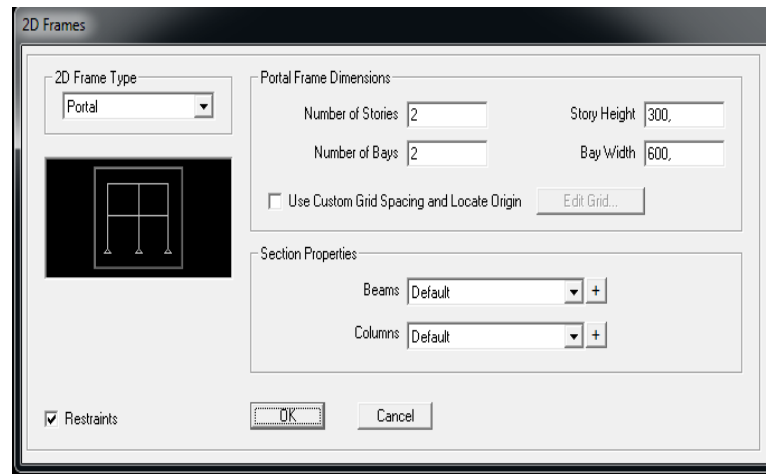 2D Frames
2D Frame Type
Portal
Portal Frame Dimensions
Number of Stories 2 Story Height 300,
Number of Bays 2 Bay Width 600,
Use Custom Grid Spacing and Locate Origin Edit Grid...
Section Properties
Beams Default +
Columns Default +
Restraints OK Cancel